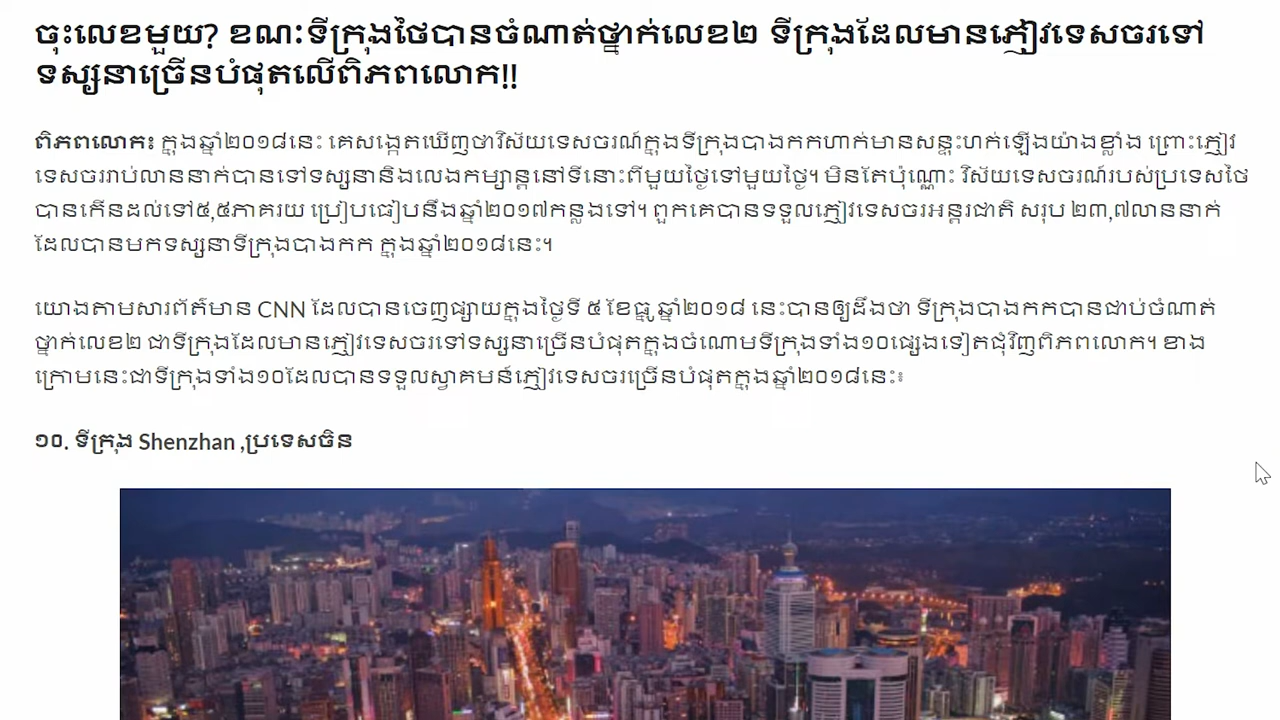 ចុះលេខមួយ? ខណៈទីក្រុងថៃបានចំណាត់ថ្នាក់លេខ២ ទីក្រុងដែលមានភ្ញៀវទេសចរទៅ
ទស្សនាច្រើនបំផុតលើពិភពលោក!!
ពិភពលោក៖ ក្នុងឆ្នាំ២០១៨នេះ គេសង្កេតឃើញថាវិស័យទេសចរណ៍ក្នុងទីក្រុងបាងកកហាក់មានសន្ទុះហក់ឡើងយ៉ាងខ្លាំង ព្រោះភ្ញៀវ
ទេសចររាប់លាននាក់បានទៅទស្សនានិងលេងកម្សាន្តនៅទីនោះពីមួយថ្ងៃទៅមួយថ្ងៃ។ មិនតែប៉ុណ្ណោះ វិស័យទេសចរណ៍របស់ប្រទេសថៃ
បានកើនដល់ទៅ៥,៥ភាគរយ ប្រៀបធៀបនឹងឆ្នាំ២០១៧កន្លងទៅ។ ពួកគេបានទទួលភ្ញៀវទេសចរអន្តរជាតិ សរុប ២៣,៧លាននាក់
ដែលបានមកទស្សនាទីក្រុងបាងកក ក្នុងឆ្នាំ២០១៨នេះ។
យោងតាមសារព័ត៌មាន CNN ដែលបានចេញផ្សាយក្នុងថ្ងៃទី ៥ ខែធ្នូ ឆ្នាំ២០១៨ នេះបានឲ្យដឹងថា ទីក្រុងបាងកកបានជាប់ចំណាត់
ថ្នាក់លេខ២ ជាទីក្រុងដែលមានភ្ញៀវទេសចរទៅទស្សនាច្រើនបំផុតក្នុងចំណោមទីក្រុងទាំង១០ផ្សេងទៀតជុំវិញពិភពលោក។ ខាង
ក្រោមនេះជាទីក្រុងទាំង១០ដែលបានទទួលស្វាគមន៍ភ្ញៀវទេសចរច្រើនបំផុតក្នុងឆ្នាំ២០១៨នេះ៖
១០. ទីក្រុង Shenzhan ,ប្រទេសចិន